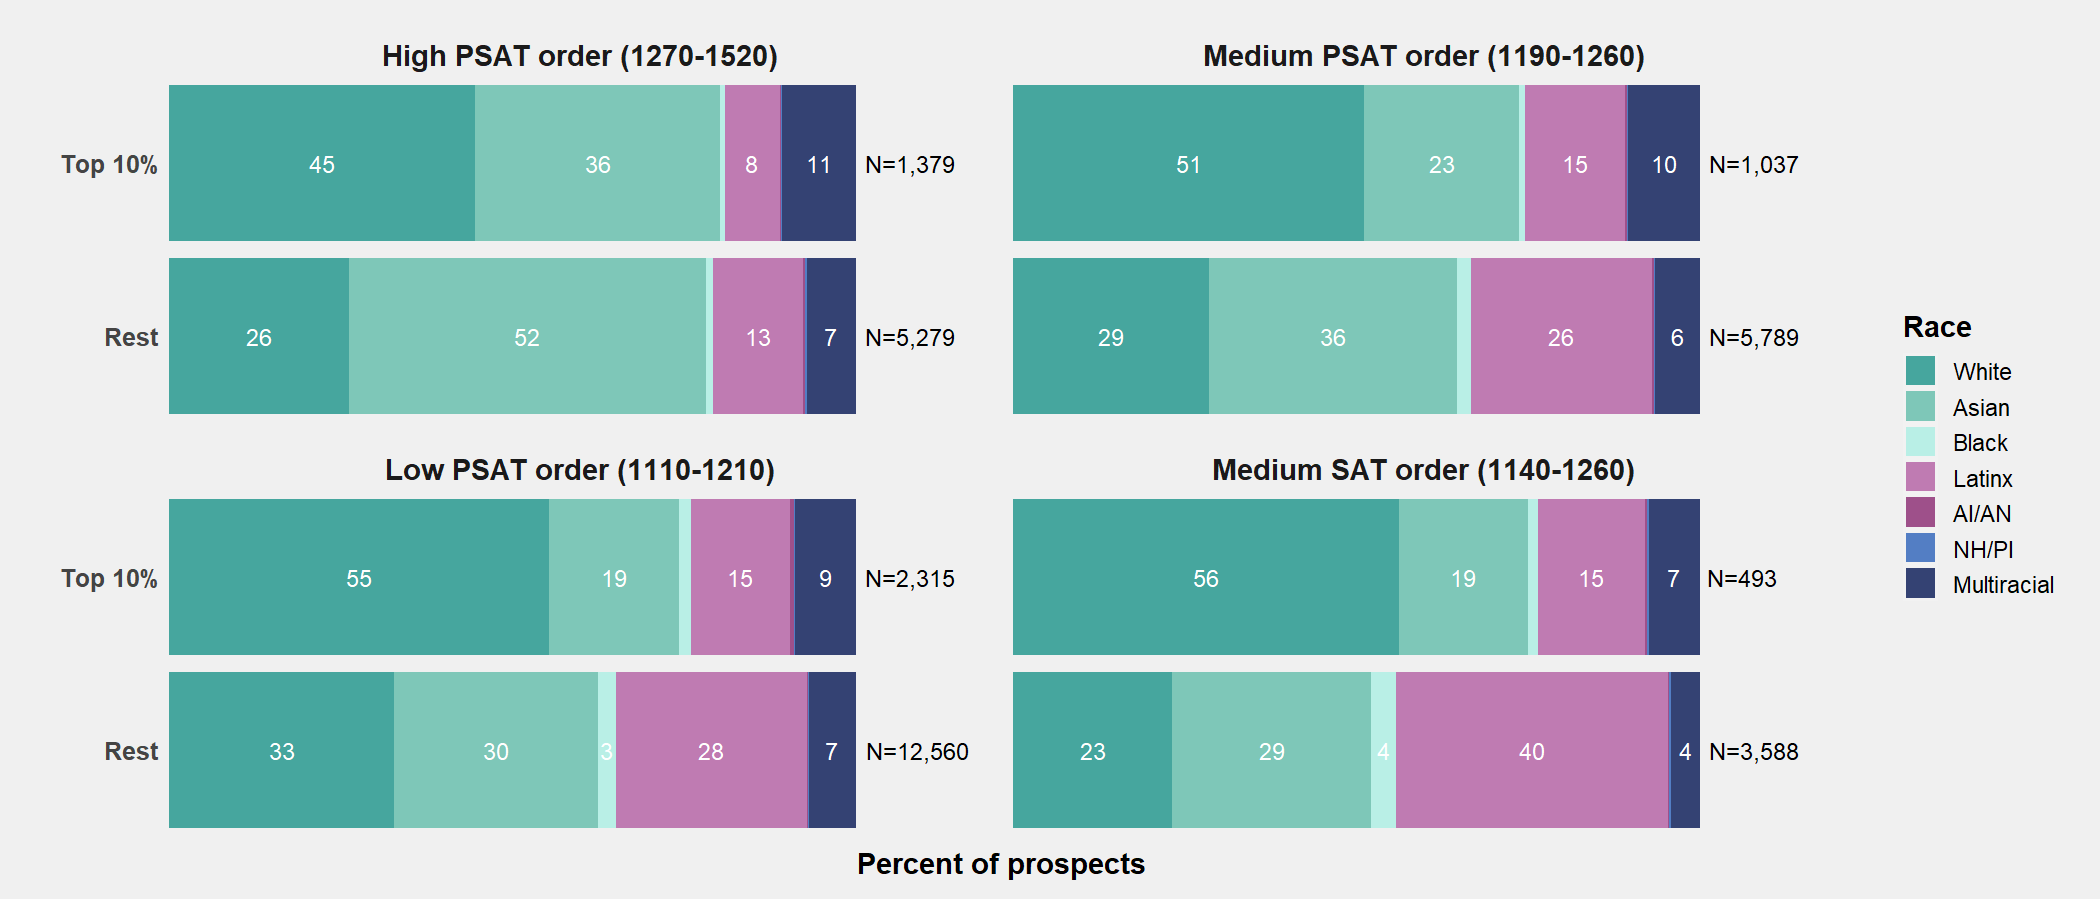 High PSAT order (1270-1520)
Top 10% 45 36 8 11 N=1,379
Rest 26 52 13 7 N=5,279
Medium PSAT order (1190-1260)
51 23 15 10 N=1,037
29 36 26 6 N=5,789
Low PSAT order (1110-1210)
Top 10% 55 19 15 9 N=2,315
Rest 33 30 3 28 7 N=12,560
Medium SAT order (1140-1260)
56 19 15 7 N=493
23 29 4 40 4 N=3,588
Percent of prospects
Race
White
Asian
Black
Latinx
AI/AN
NH/PI
Multiracial